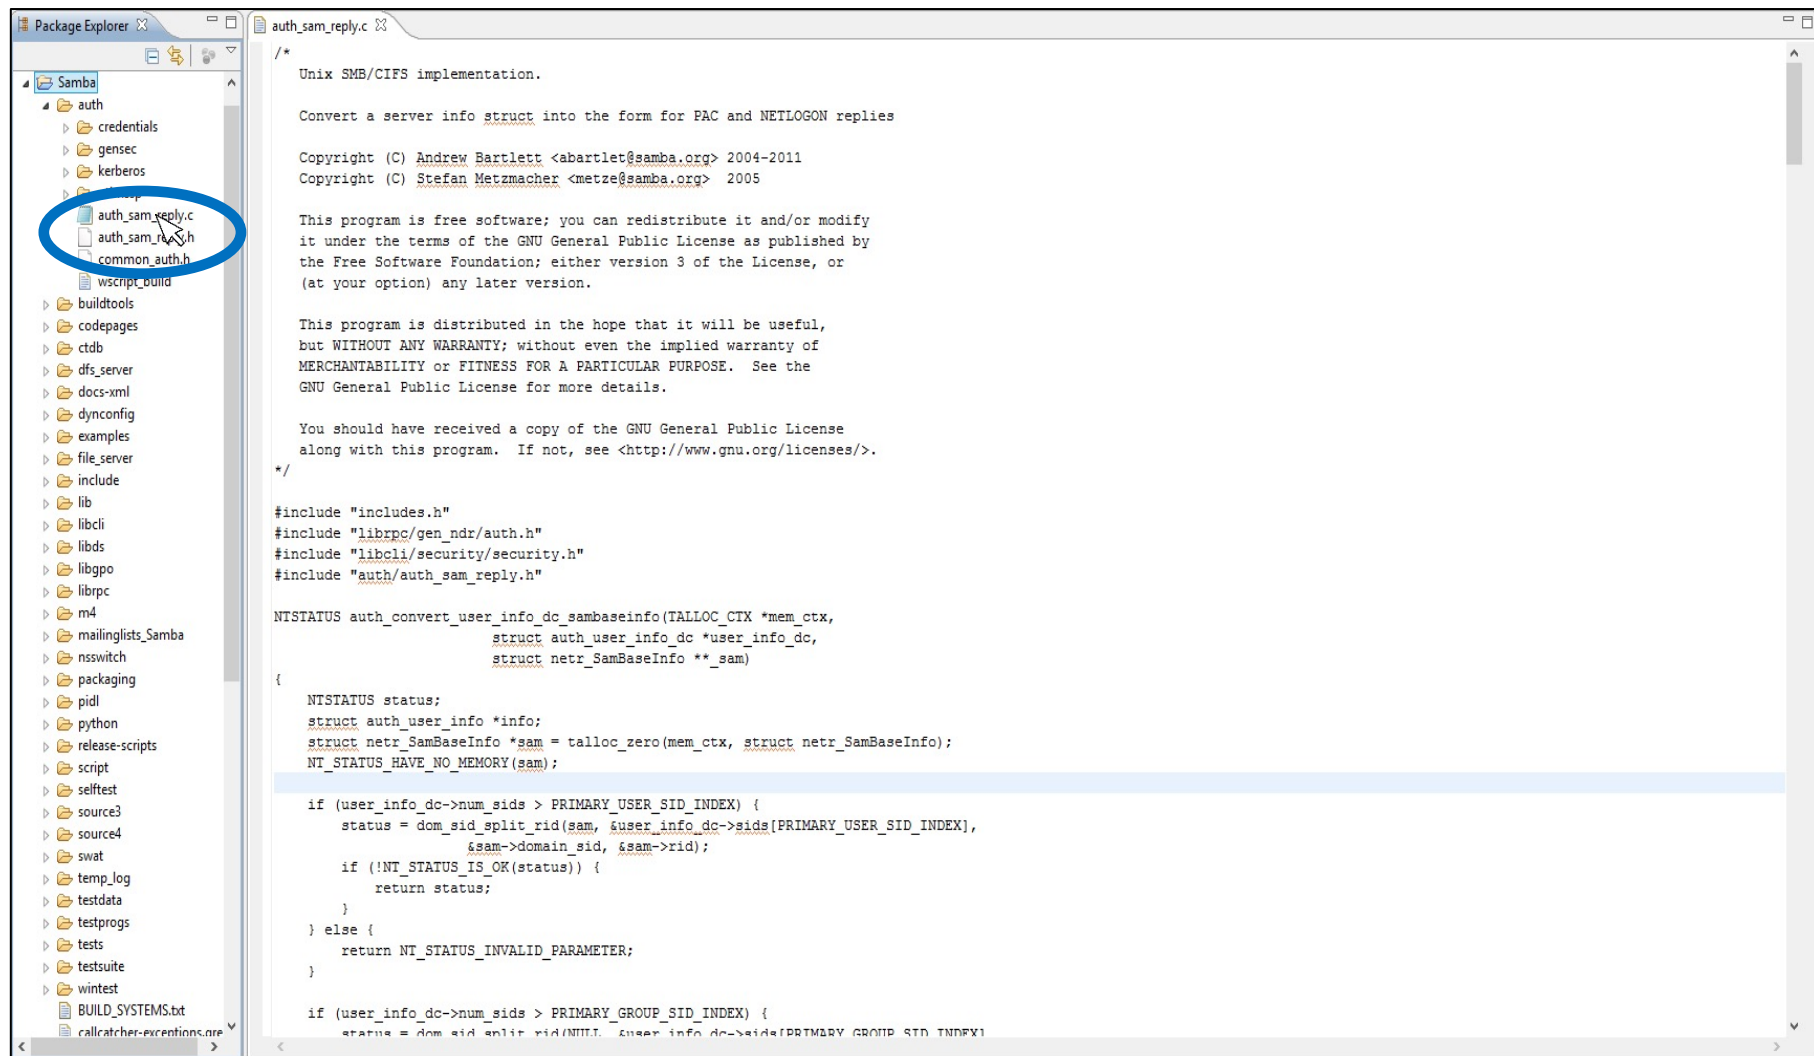 Package Explorer
Samba
auth
credentials
gensec
kerberos
auth_sam_reply.c
auth_sam_reply.h
common_auth.h
wscript_build
buildtools
codepages
ctdb
dfs_server
docs-xml
dynconfig
examples
file_server
include
lib
libcli
libds
libgpo
librpc
m4
mailinglists_Samba
nsswitch
packaging
pidl
python
release-scripts
script
selftest
source3
source4
swat
temp_log
testdata
testprogs
tests
testsuite
wintest
BUILD_SYSTEMS.txt
callcatcher-exceptions.gre
auth_sam_reply.c
/*
Unix SMB/CIFS implementation.
Convert a server info struct into the form for PAC and NETLOGON replies
Copyright (C) Andrew Bartlett <abartlet@samba.org> 2004-2011
Copyright (C) Stefan Metzmacher <metze@samba.org>  2005
This program is free software; you can redistribute it and/or modify
it under the terms of the GNU General Public License as published by
the Free Software Foundation; either version 3 of the License, or
(at your option) any later version.
This program is distributed in the hope that it will be useful,
but WITHOUT ANY WARRANTY; without even the implied warranty of
MERCHANTABILITY or FITNESS FOR A PARTICULAR PURPOSE.  See the
GNU General Public License for more details.
You should have received a copy of the GNU General Public License
along with this program.  If not, see <http://www.gnu.org/licenses/>.
*/
#include "includes.h"
#include "librpc/gen_ndr/auth.h"
#include "libcli/security/security.h"
#include "auth/auth_sam_reply.h"
NTSTATUS auth_convert_user_info_dc_sambaseinfo(TALLOC_CTX *mem_ctx,
struct auth_user_info_dc *user_info_dc,
struct netr_SamBaseInfo **_sam)
{
NTSTATUS status;
struct auth_user_info *info;
struct netr_SamBaseInfo *sam = talloc_zero(mem_ctx, struct netr_SamBaseInfo);
NT_STATUS_HAVE_NO_MEMORY(sam);
if (user_info_dc->num_sids > PRIMARY_USER_SID_INDEX) {
status = dom_sid_split_rid(sam, &user_info_dc->sids[PRIMARY_USER_SID_INDEX],
&sam->domain_sid, &sam->rid);
if (!NT_STATUS_IS_OK(status)) {
return status;
}
} else {
return NT_STATUS_INVALID_PARAMETER;
}
if (user_info_dc->num_sids > PRIMARY_GROUP_SID_INDEX) {
status = dom_sid_split_rid(NULL, &user_info_dc->sids[PRIMARY_GROUP_SID_INDEX]